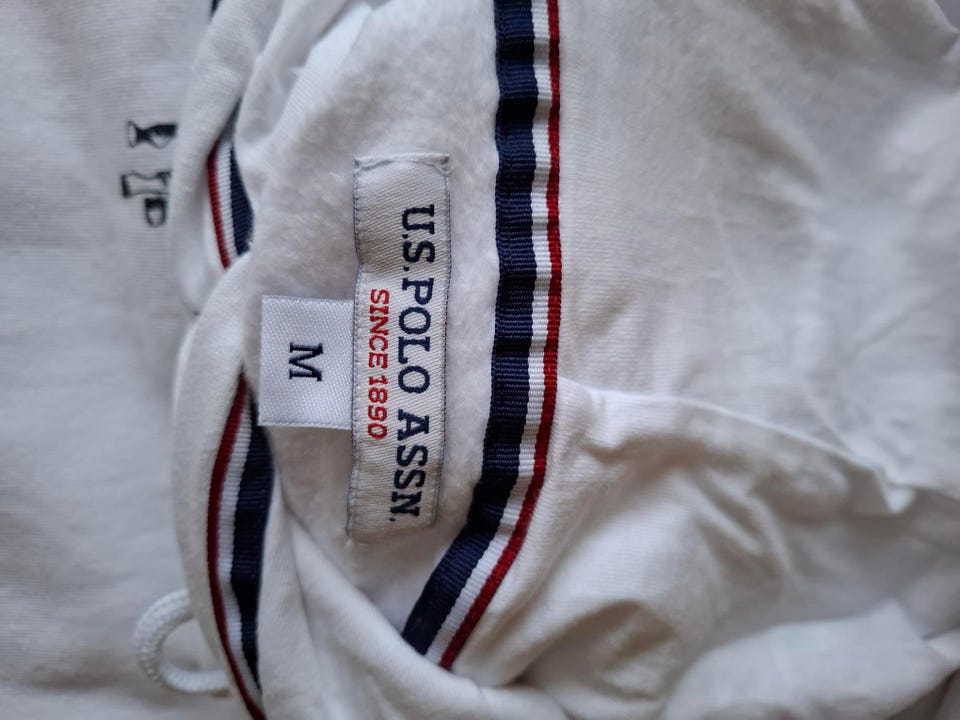 U.S. POLO ASSN.
SINCE 1890
M